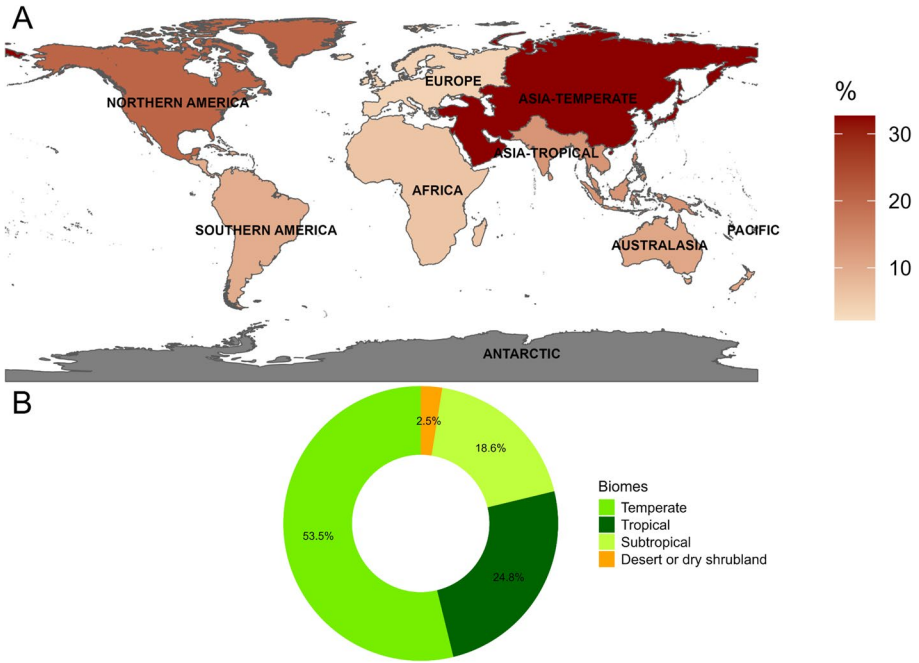 A
%
EUROPE
NORTHERN AMERICA
ASIA-TEMPERATE
30
ASIA-TROPICAL
AFRICA
20
SOUTHERN AMERICA
PACIFIC
AUSTRALASIA
10
ANTARCTIC
B
2.5%
18.6%
53.5%
24.8%
Biomes
Temperate
Tropical
Subtropical
Desert or dry shrubland